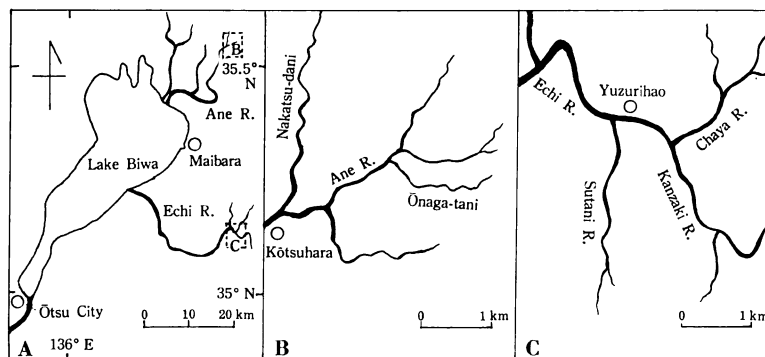 B
35.5°
N
Ane R.
Maibara
Lake Biwa
Echi R.
C
35° N
Ōtsu City
0 10 20 km
A
136° E
Nakatsu-dani
Ane R.
Ōnaga-tani
Kōtsuhara
0 1 km
B
Echi R.
Yuzurihao
Chaya R.
Sutani R.
Kanzaki R.
0 1 km
C